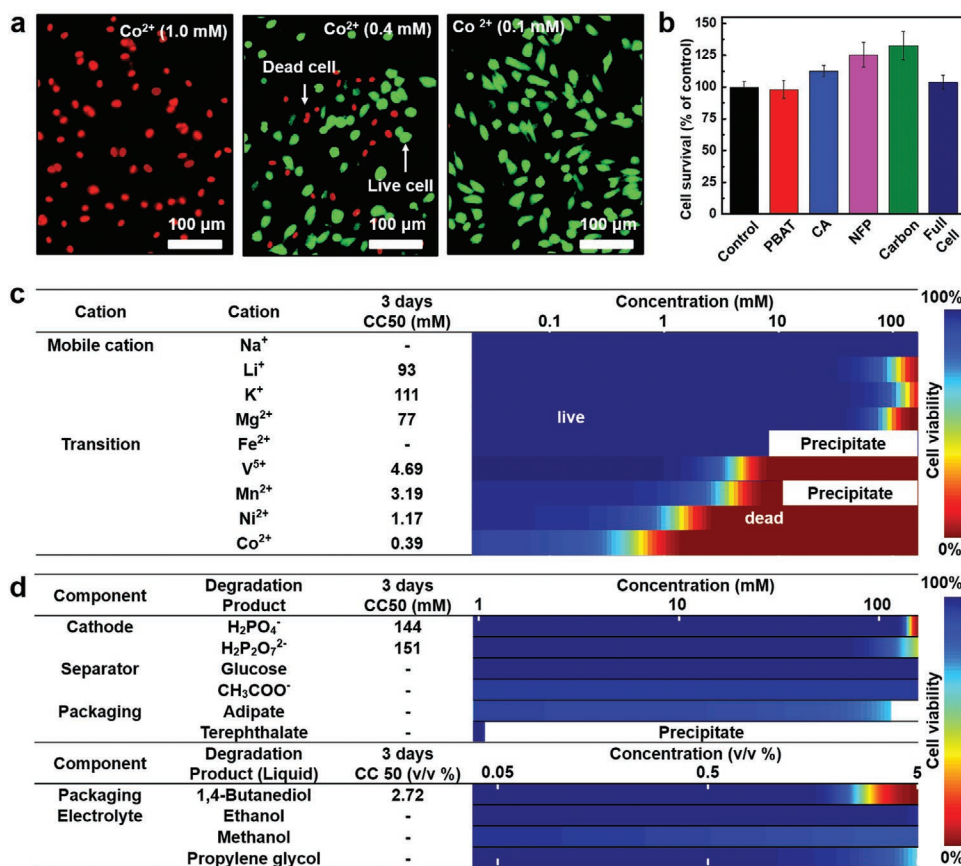 a
Co²⁺ (1.0 mM)
100 µm
Co²⁺ (0.4 mM)
Dead cell
Live cell
100 µm
Co ²⁺ (0.1 mM)
100 µm
b
Cell survival (% of control)
150
125
100
75
50
25
0
Control
PBAT
CA
NFP
Carbon
Full Cell
c
Cation Cation 3 days CC50 (mM) Concentration (mM)
0.1 1 10 100
Mobile cation Na⁺ -
Li⁺ 93
K⁺ 111
Mg²⁺ 77
Transition Fe²⁺ -
V⁵⁺ 4.69
Mn²⁺ 3.19
Ni²⁺ 1.17
Co²⁺ 0.39
live
Precipitate
Precipitate
dead
100%
Cell viability
0%
d
Component Degradation Product 3 days CC50 (mM) Concentration (mM)
1 10 100
Cathode H₂PO₄⁻ 144
H₂P₂O₇²⁻ 151
Separator Glucose -
CH₃COO⁻ -
Packaging Adipate -
Terephthalate - Precipitate
Component Degradation Product (Liquid) 3 days CC 50 (v/v %) Concentration (v/v %)
0.05 0.5 5
Packaging 1,4-Butanediol 2.72
Electrolyte Ethanol -
Methanol -
Propylene glycol -
100%
Cell viability
0%